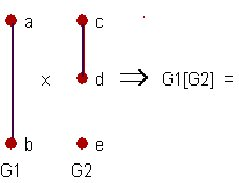 a c
x d ⇒ G1[G2] =
b e
G1 G2